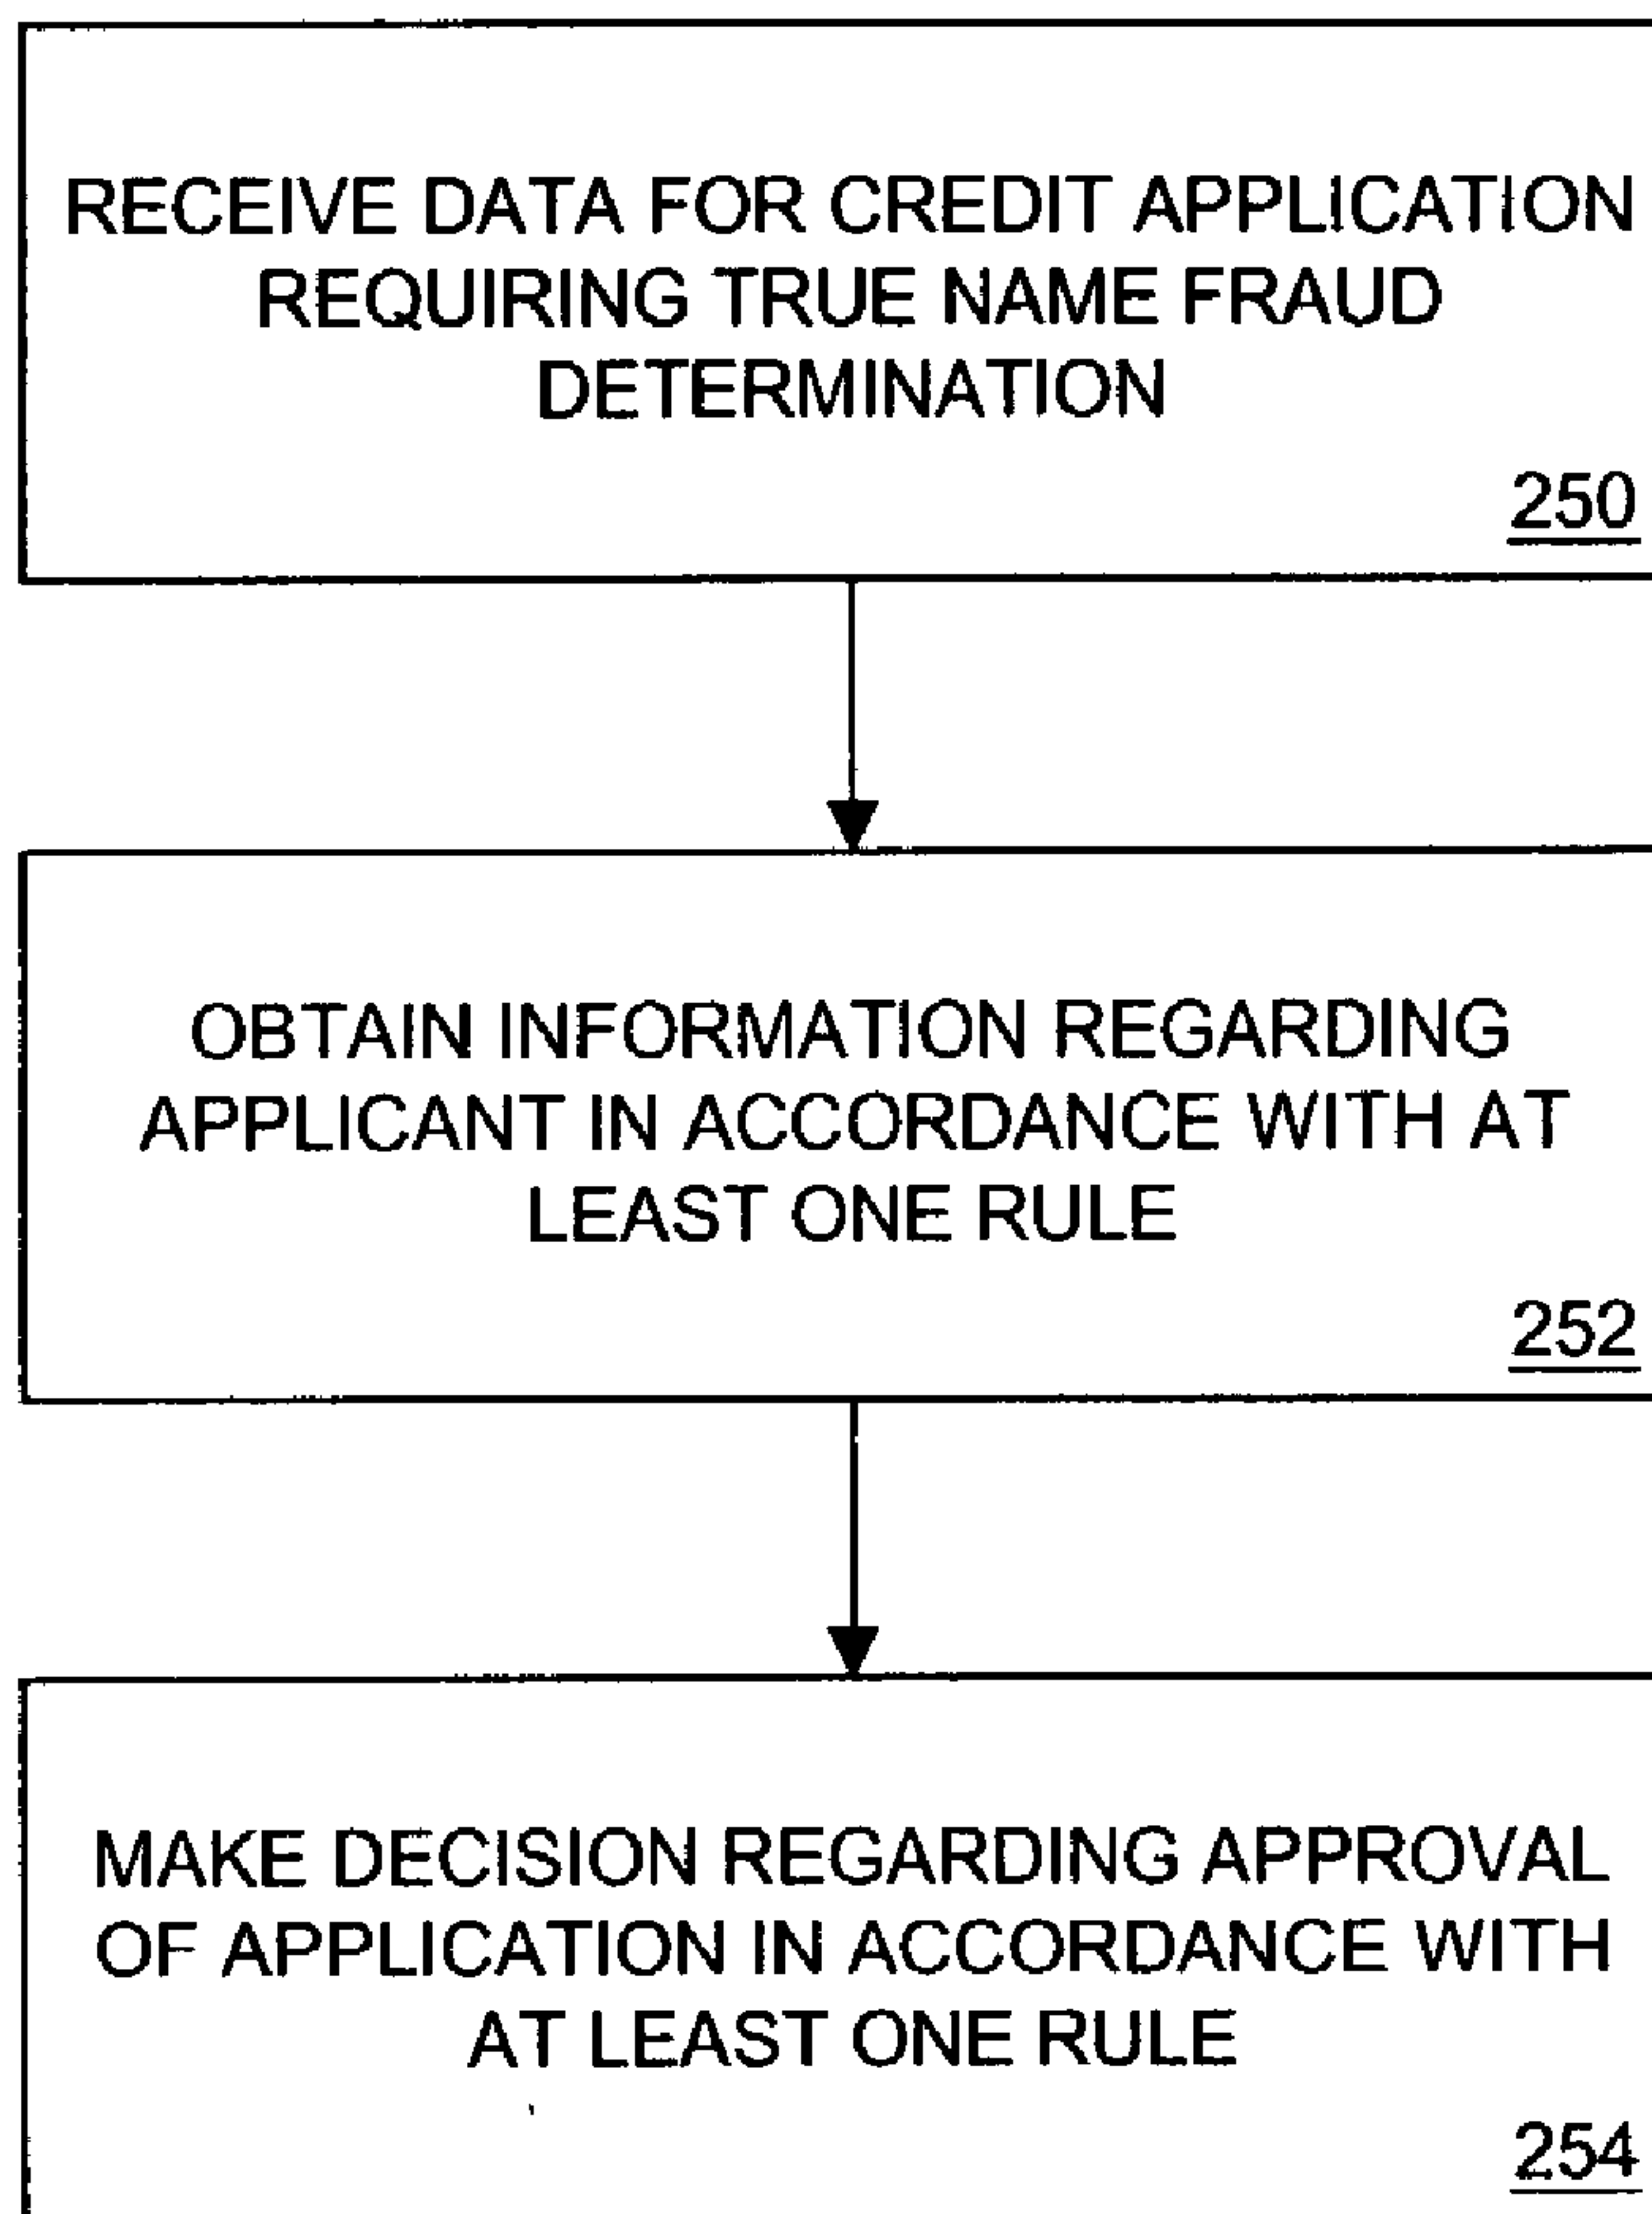 RECEIVE DATA FOR CREDIT APPLICATION
REQUIRING TRUE NAME FRAUD
DETERMINATION
250
OBTAIN INFORMATION REGARDING
APPLICANT IN ACCORDANCE WITH AT
LEAST ONE RULE
252
MAKE DECISION REGARDING APPROVAL
OF APPLICATION IN ACCORDANCE WITH
AT LEAST ONE RULE
254